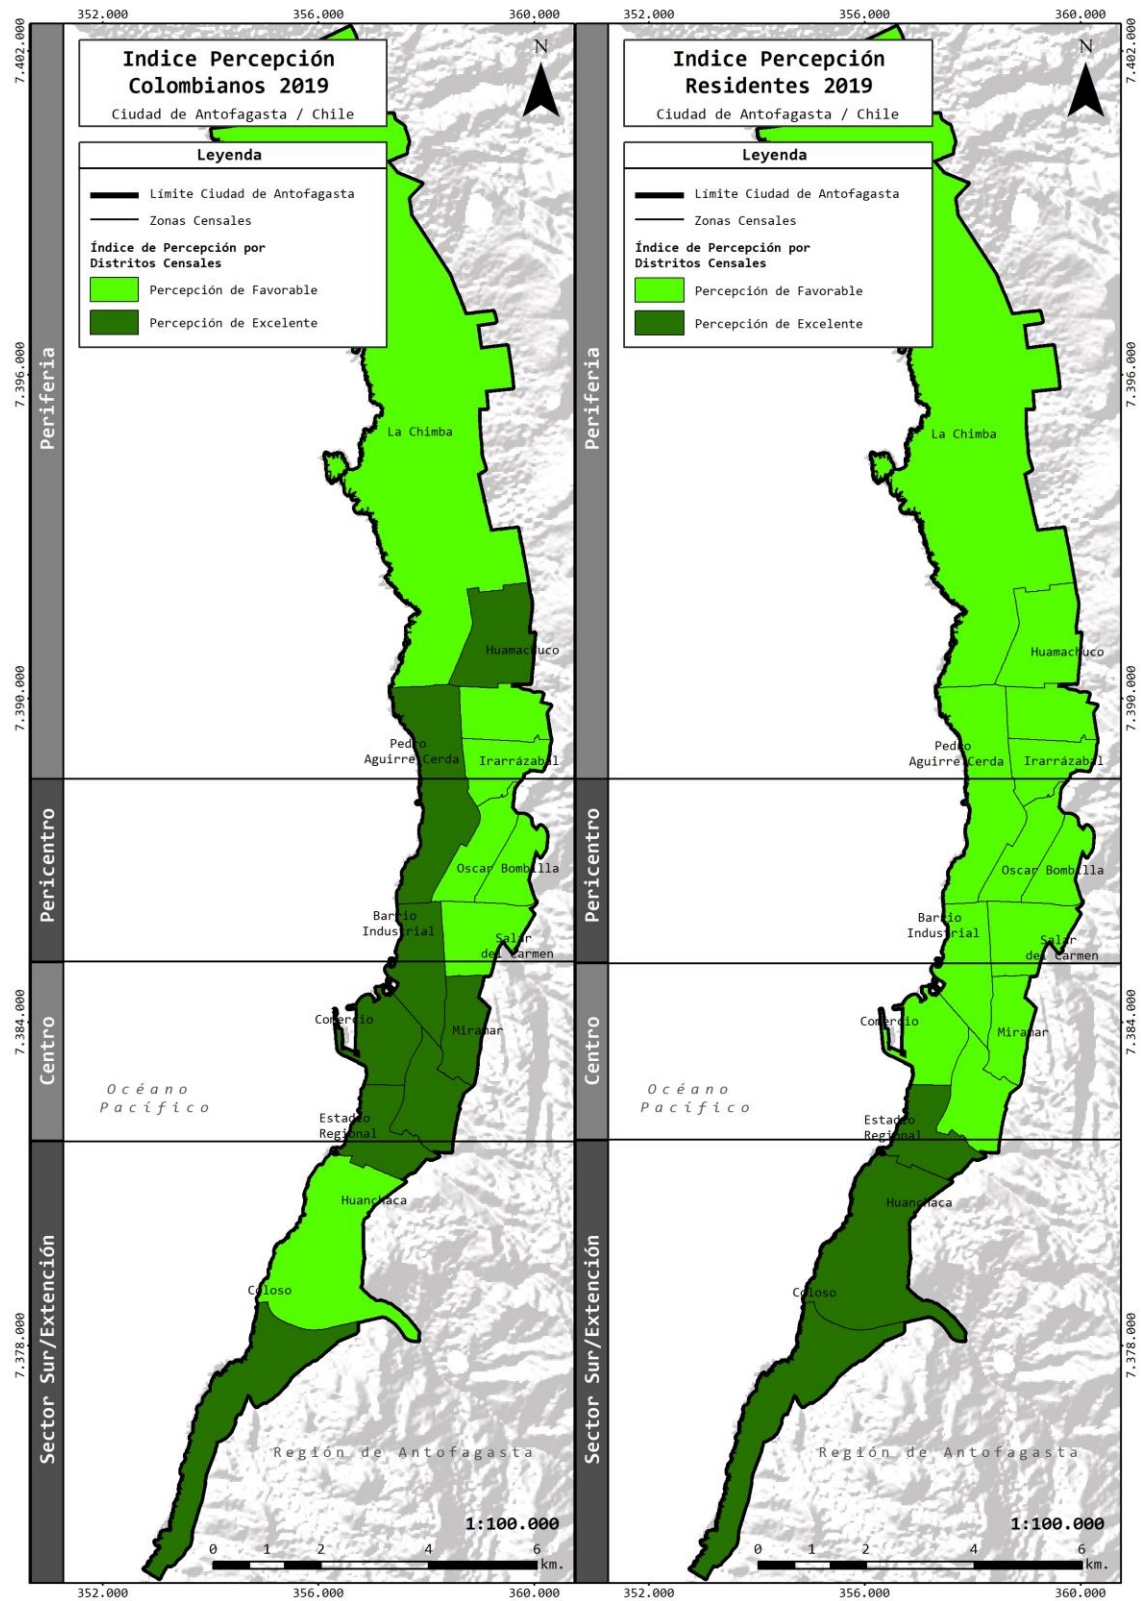 352.000
356.000
360.000
352.000
356.000
360.000
7.402.000
7.396.000
7.390.000
7.384.000
7.378.000
Indice Percepción
Colombianos 2019
Ciudad de Antofagasta / Chile
N
Leyenda
Límite Ciudad de Antofagasta
Zonas Censales
Índice de Percepción por
Distritos Censales
Percepción de Favorable
Percepción de Excelente
Periferia
Pericentro
Centro
Sector Sur/Extención
La Chimba
Huamachuco
Pedro
Aguirre Cerda
Irarrázabal
Oscar Bombilla
Barrio
Industrial
Salar
del Carmen
Comercio
Miramar
Océano
Pacífico
Estadio
Regional
Huanchaca
Coloso
Región de Antofagasta
1:100.000
0 1 2 4 6
km.
Indice Percepción
Residentes 2019
Ciudad de Antofagasta / Chile
N
Leyenda
Límite Ciudad de Antofagasta
Zonas Censales
Índice de Percepción por
Distritos Censales
Percepción de Favorable
Percepción de Excelente
Periferia
Pericentro
Centro
Sector Sur/Extención
La Chimba
Huamachuco
Pedro
Aguirre Cerda
Irarrázabal
Oscar Bombilla
Barrio
Industrial
Salar
del Carmen
Comercio
Miramar
Océano
Pacífico
Estadio
Regional
Huanchaca
Coloso
Región de Antofagasta
1:100.000
0 1 2 4 6
km.
7.402.000
7.396.000
7.390.000
7.384.000
7.378.000
352.000
356.000
360.000
352.000
356.000
360.000